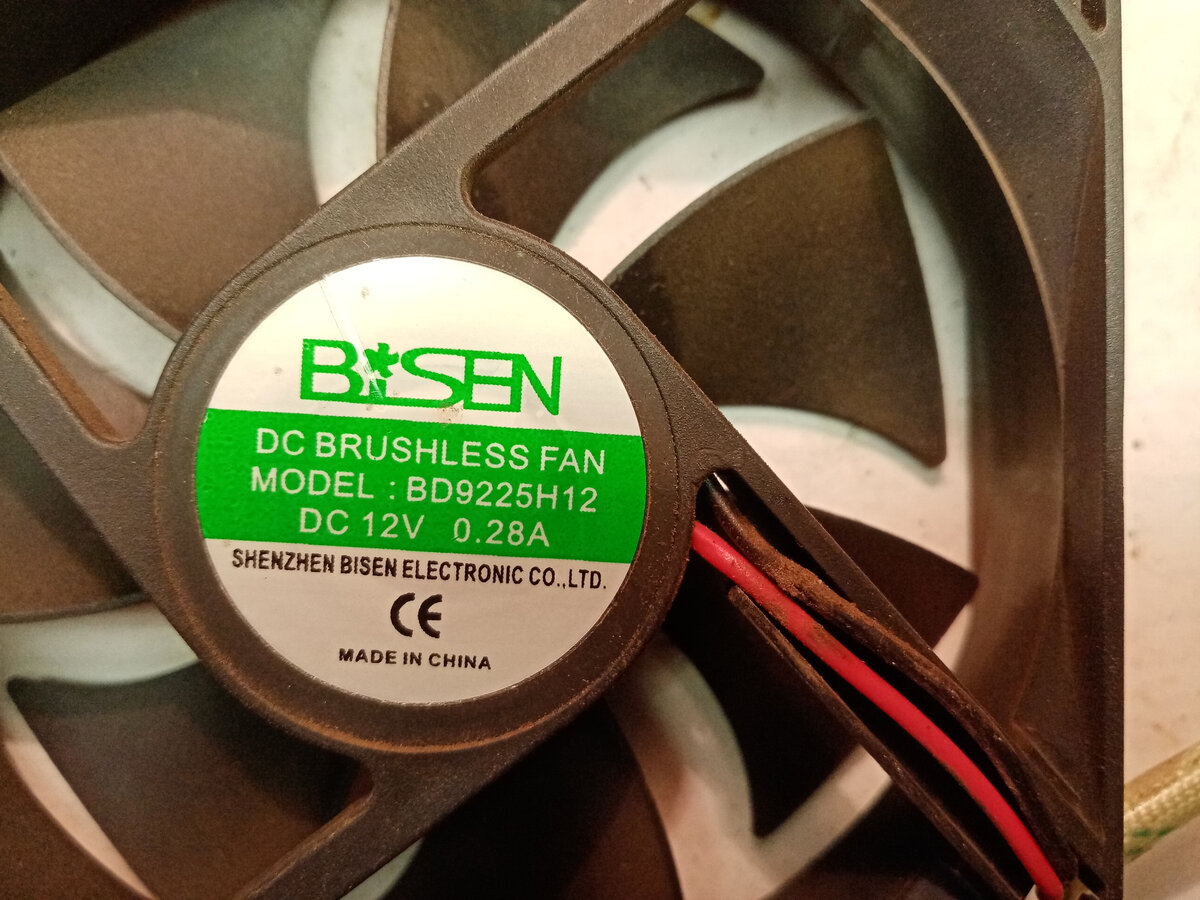 BiSEN
DC BRUSHLESS FAN
MODEL : BD9225H12
DC 12V 0.28A
SHENZHEN BISEN ELECTRONIC CO.,LTD.
CE
MADE IN CHINA